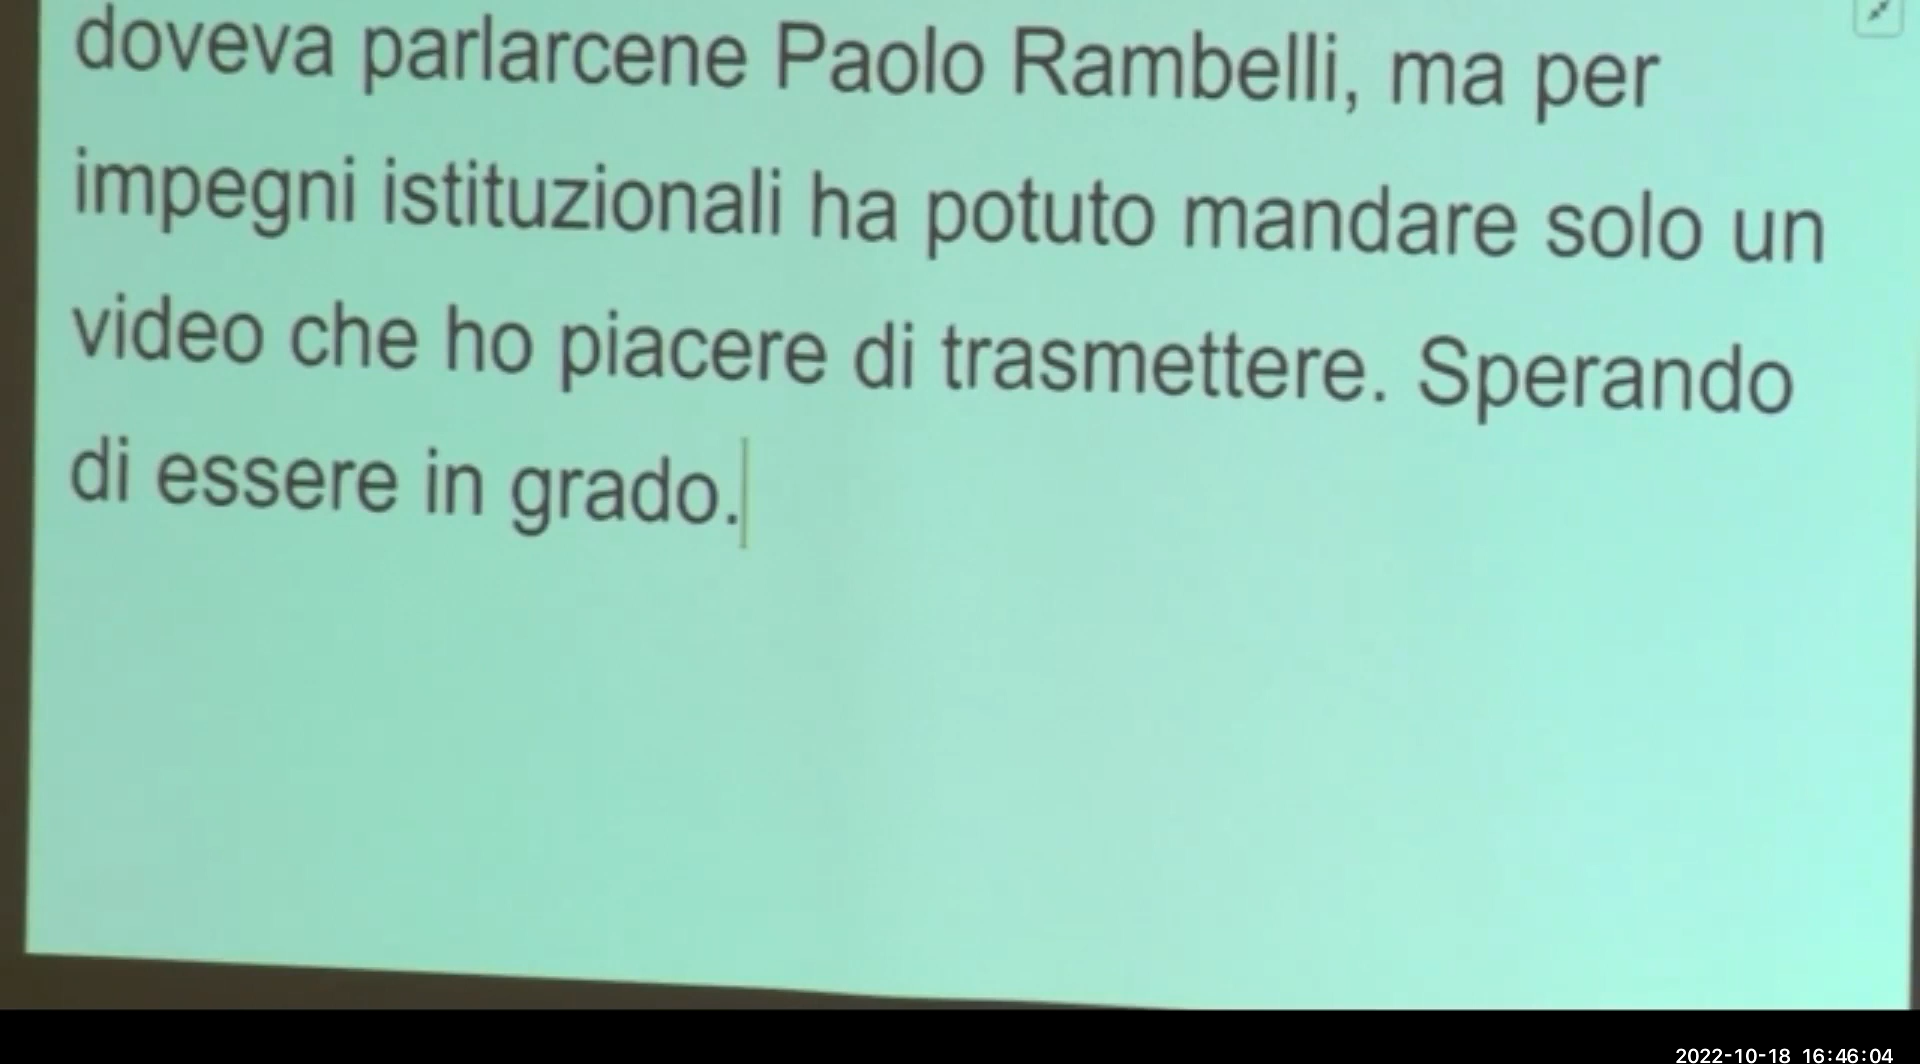 doveva parlarcene Paolo Rambelli, ma per
impegni istituzionali ha potuto mandare solo un
video che ho piacere di trasmettere. Sperando
di essere in grado.
2022-10-18 16:46:04